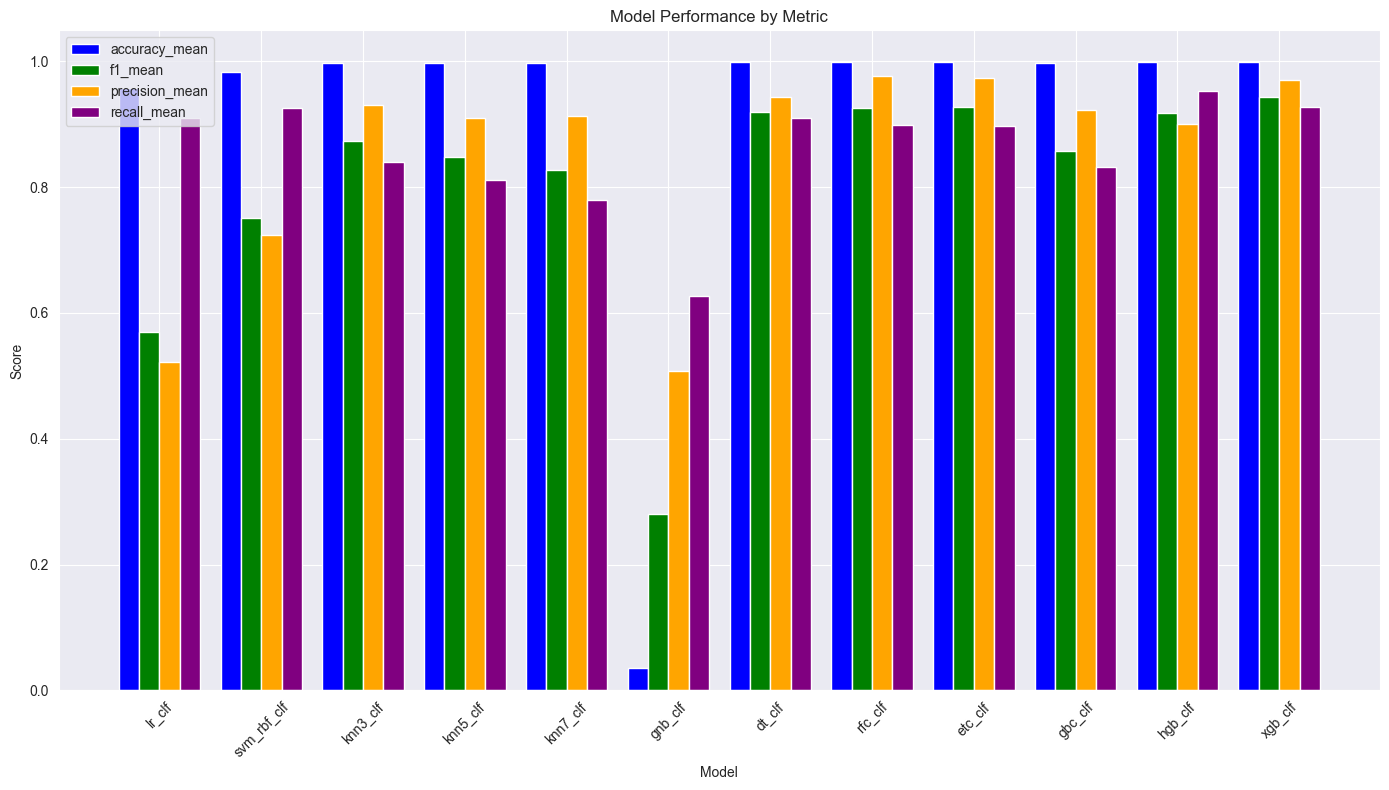 Model Performance by Metric
accuracy_mean
f1_mean
precision_mean
recall_mean
1.0
0.8
0.6
0.4
0.2
0.0
Score
lr_clf
svm_rbf_clf
knn3_clf
knn5_clf
knn7_clf
gnb_clf
dt_clf
rfc_clf
etc_clf
gbc_clf
hgb_clf
xgb_clf
Model